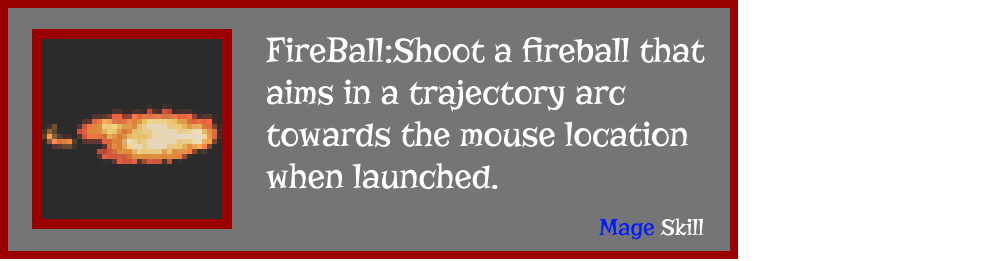 FireBall:Shoot a fireball that
aims in a trajectory arc
towards the mouse location
when launched.
Mage Skill